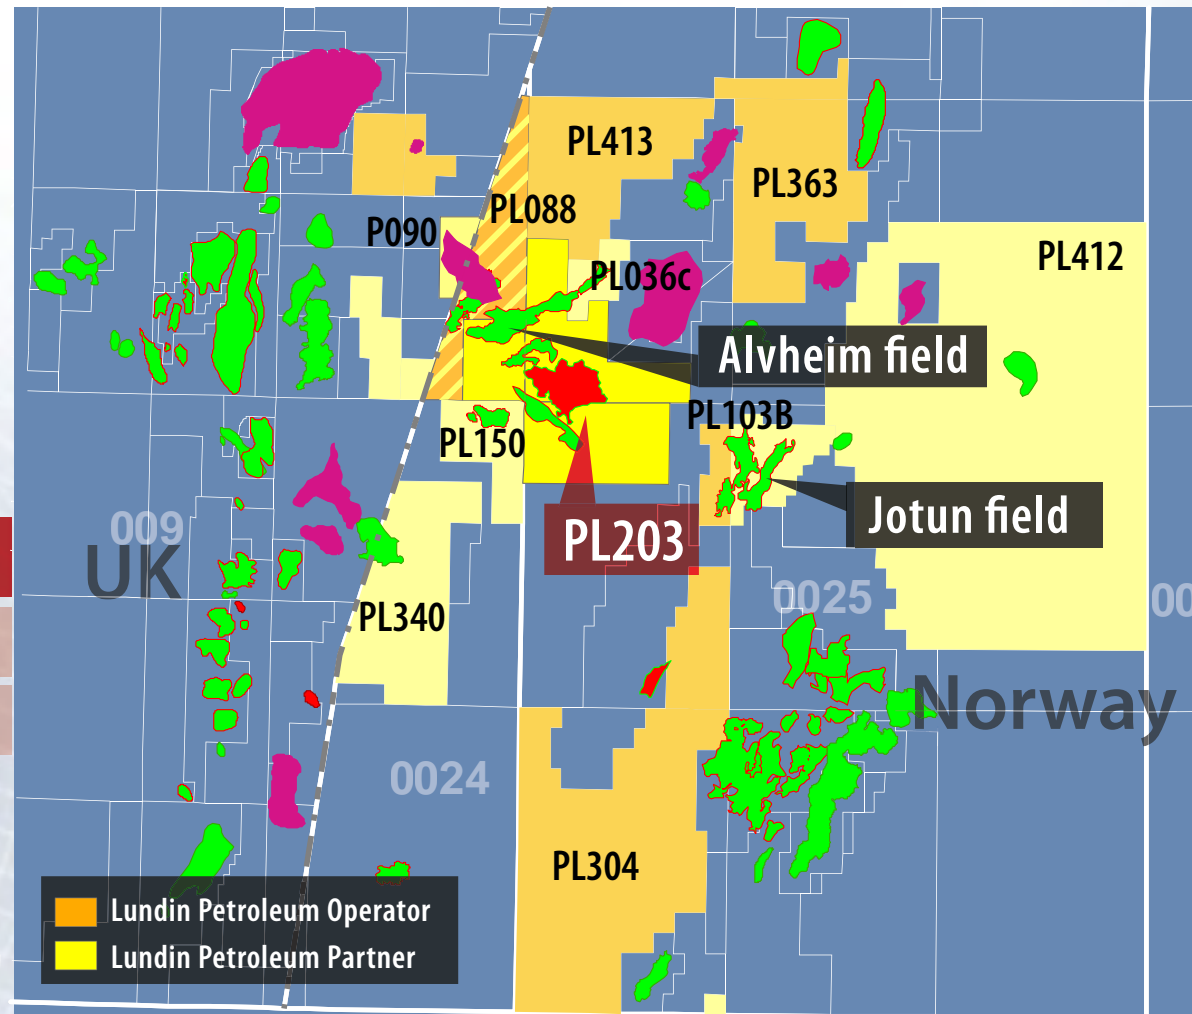 PL413
PL363
PL088
P090
PL412
PL036c
Alvheim field
PL103B
PL150
Jotun field
009
PL203
UK
0025
00
PL340
Norway
0024
PL304
Lundin Petroleum Operator
Lundin Petroleum Partner